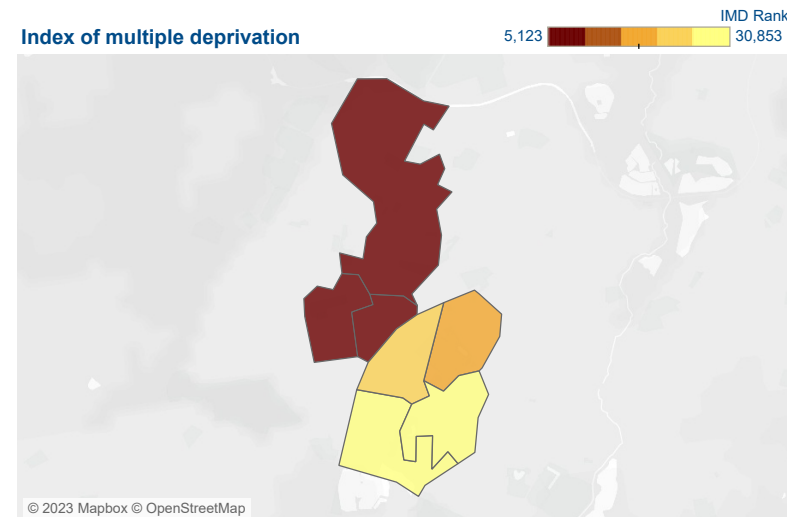 IMD Rank
Index of multiple deprivation
5,123
30,853
© 2023 Mapbox © OpenStreetMap